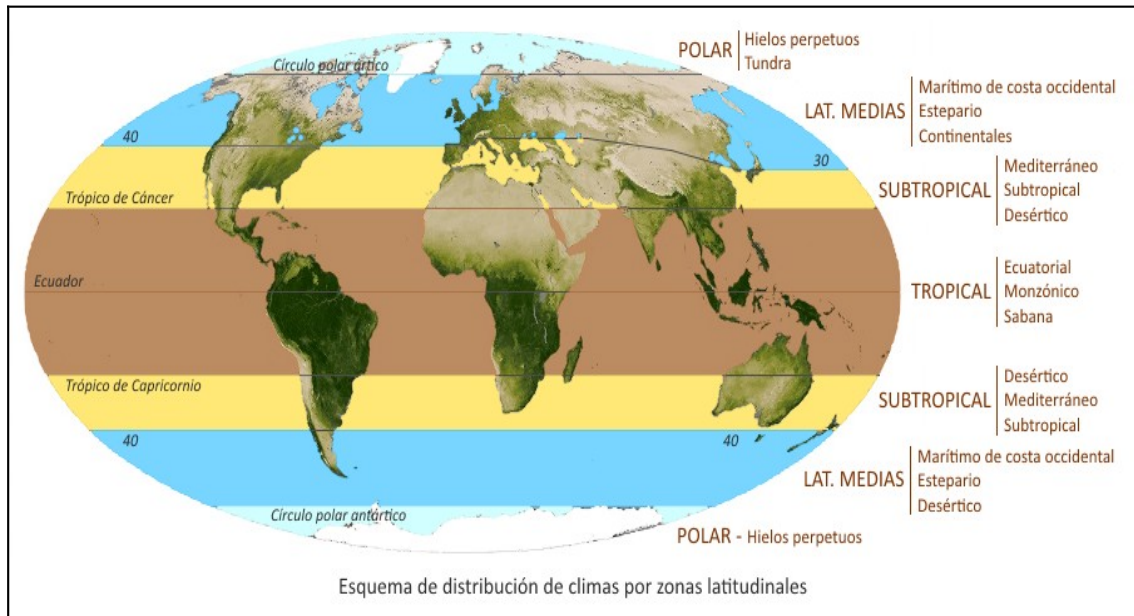 POLAR
Hielos perpetuos
Tundra
Círculo polar ártico
LAT. MEDIAS
Marítimo de costa occidental
Estepario
Continentales
40
30
SUBTROPICAL
Mediterráneo
Subtropical
Desértico
Trópico de Cáncer
Ecuador
TROPICAL
Ecuatorial
Monzónico
Sabana
Trópico de Capricornio
SUBTROPICAL
Desértico
Mediterráneo
Subtropical
40
40
LAT. MEDIAS
Marítimo de costa occidental
Estepario
Desértico
Círculo polar antártico
POLAR - Hielos perpetuos
Esquema de distribución de climas por zonas latitudinales